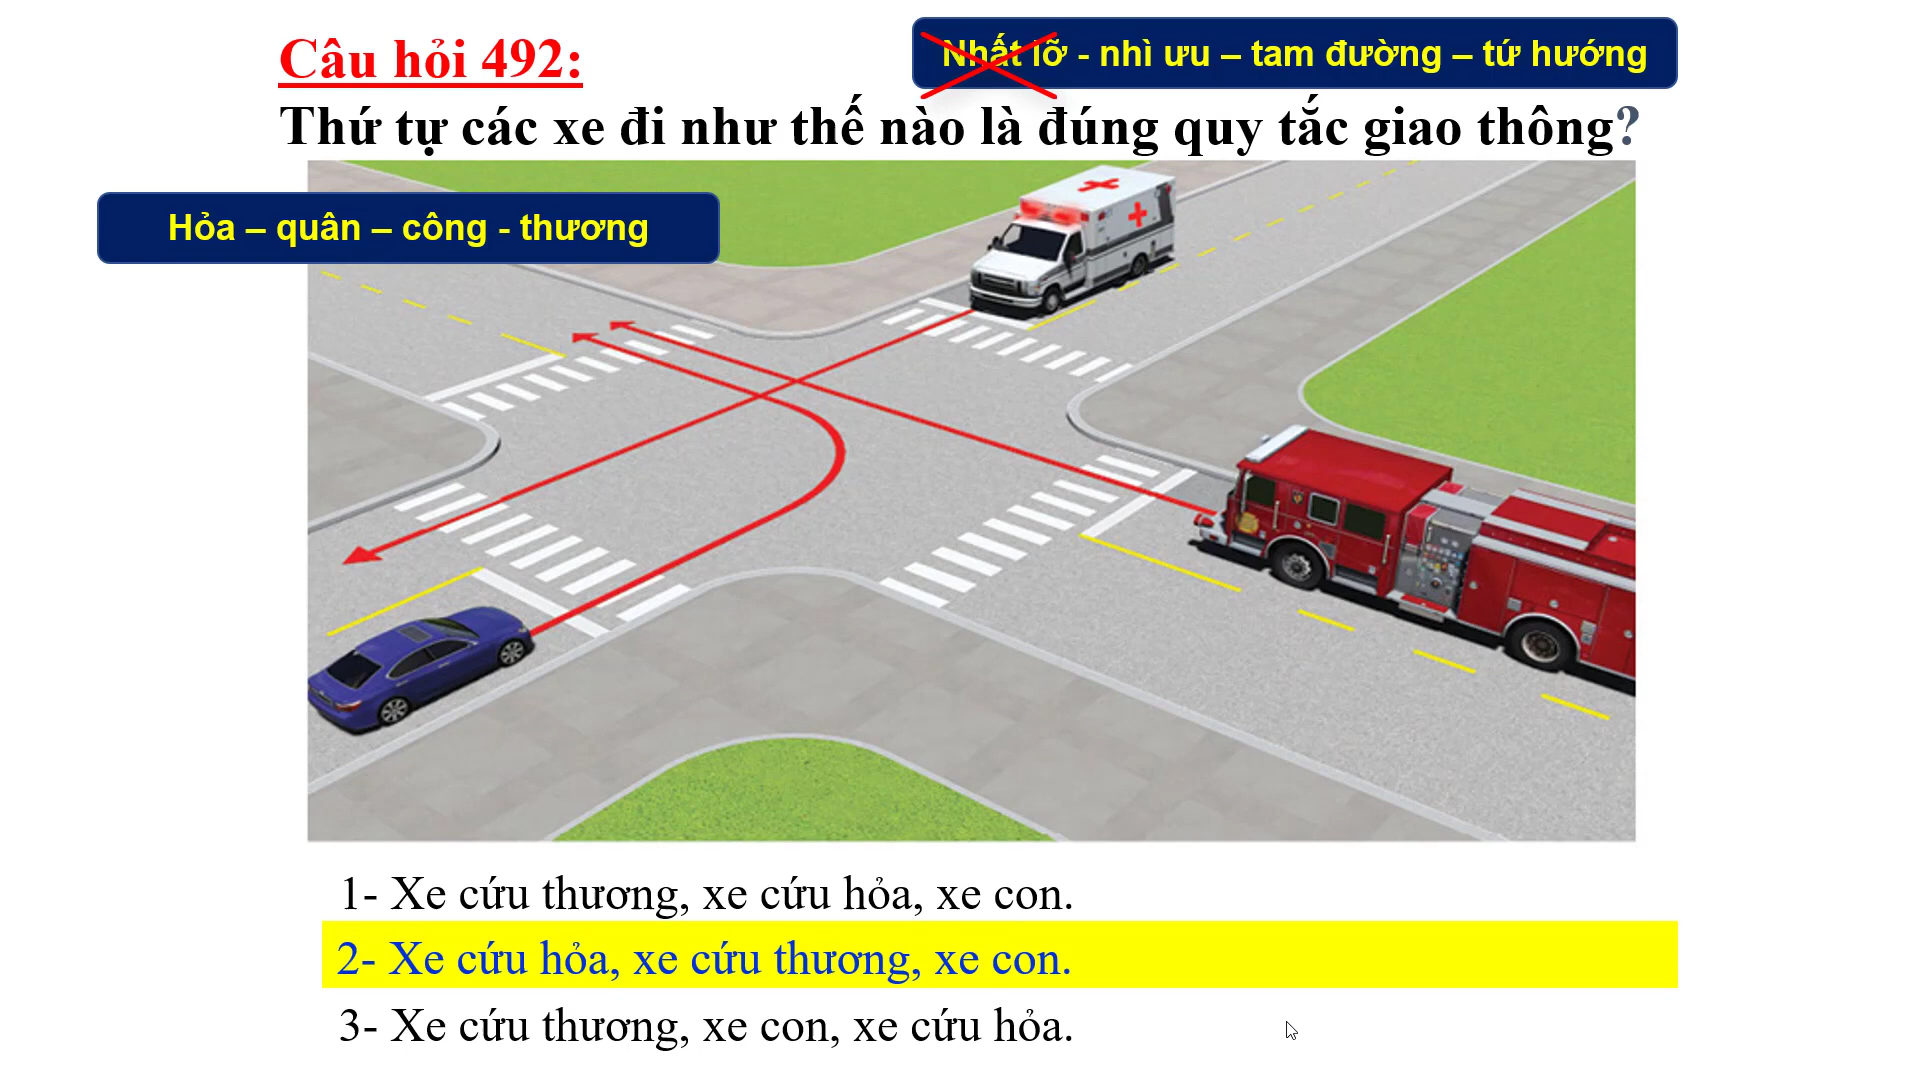 Câu hỏi 492:
Nhất lỡ - nhì ưu – tam đường – tứ hướng
Thứ tự các xe đi như thế nào là đúng quy tắc giao thông?
Hỏa – quân – công - thương
1- Xe cứu thương, xe cứu hỏa, xe con.
2- Xe cứu hỏa, xe cứu thương, xe con.
3- Xe cứu thương, xe con, xe cứu hỏa.